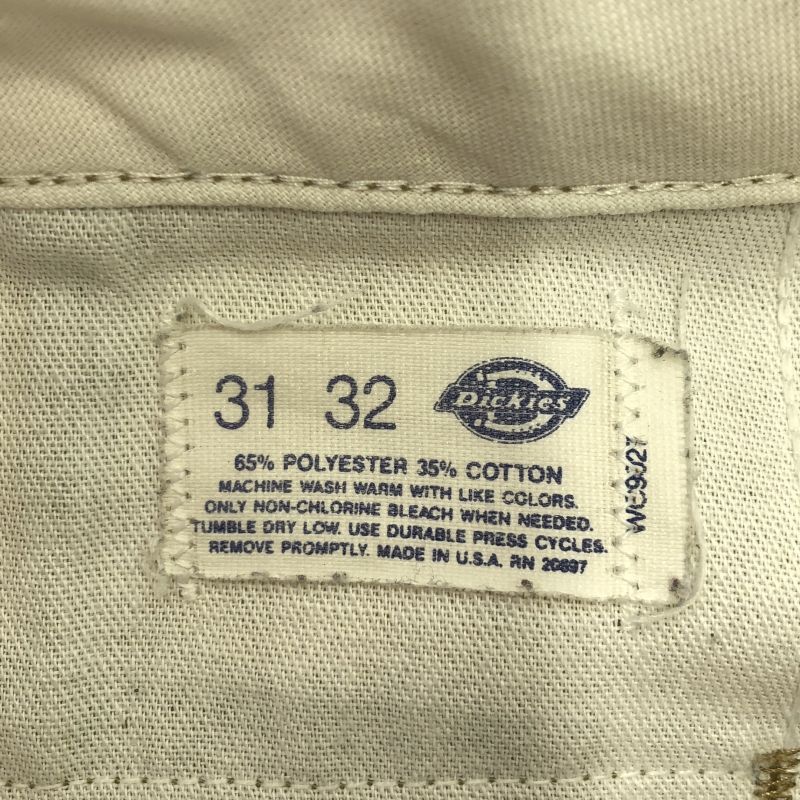 31 32
Dickies
65% POLYESTER 35% COTTON
MACHINE WASH WARM WITH LIKE COLORS.
ONLY NON-CHLORINE BLEACH WHEN NEEDED.
TUMBLE DRY LOW. USE DURABLE PRESS CYCLES.
REMOVE PROMPTLY. MADE IN U.S.A. RN 20697